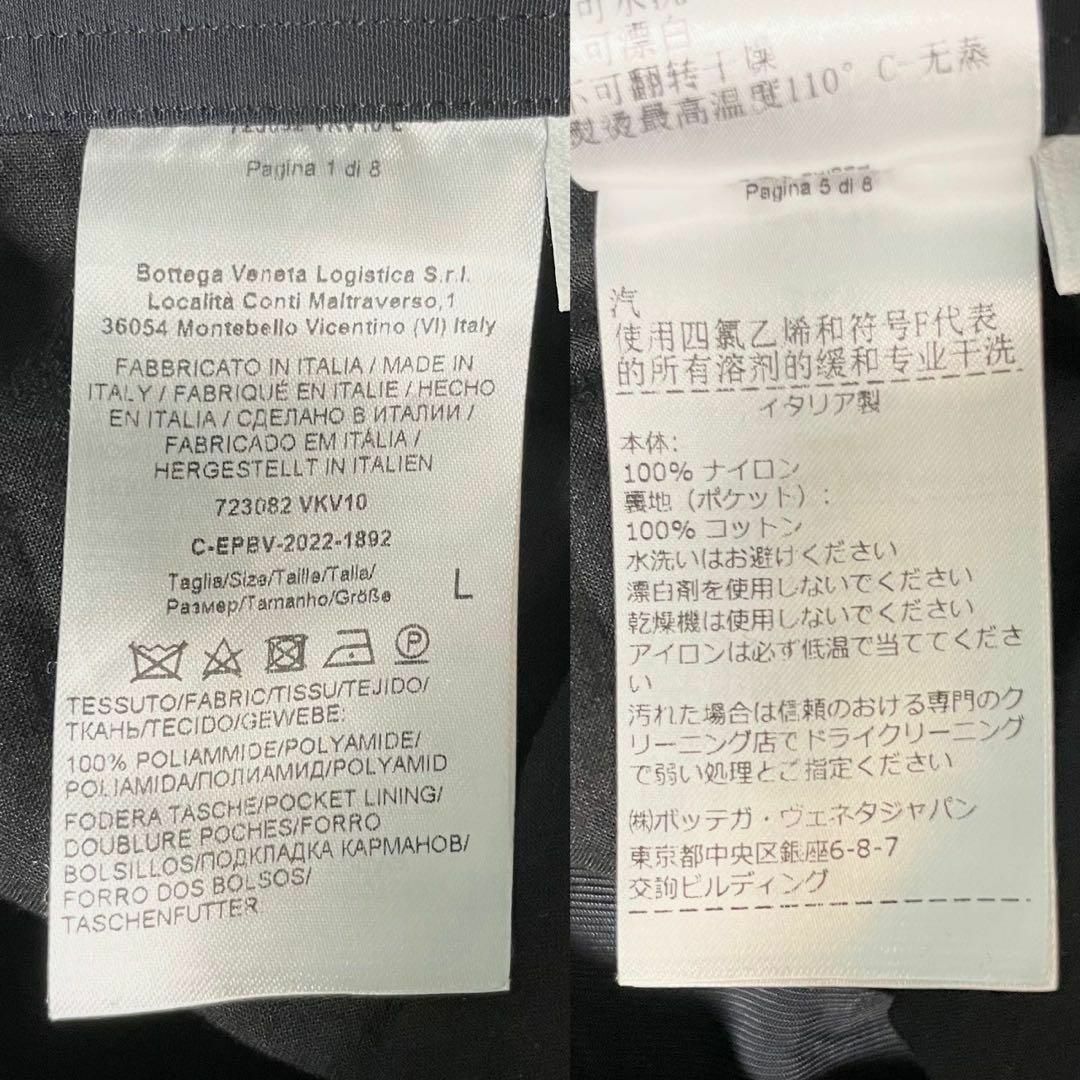 723082 VKV10 L
Pagina 1 di 8
Bottega Veneta Logistica S.r.l.
Località Conti Maltraverso,1
36054 Montebello Vicentino (VI) Italy
FABBRICATO IN ITALIA / MADE IN
ITALY / FABRIQUÉ EN ITALIE / HECHO
EN ITALIA / СДЕЛАНО В ИТАЛИИ /
FABRICADO EM ITÁLIA /
HERGESTELLT IN ITALIEN
723082 VKV10
C-EPBV-2022-1892
Taglia/Size/Taille/Talla/
Размер/Tamanho/Größe
L
TESSUTO/FABRIC/TISSU/TEJIDO/
ТКАНЬ/TECIDO/GEWEBE:
100% POLIAMMIDE/POLYAMIDE/
POLIAMIDA/ПОЛИАМИД/POLYAMID
FODERA TASCHE/POCKET LINING/
DOUBLURE POCHES/FORRO
BOLSILLOS/ПОДКЛАДКА КАРМАНОВ/
FORRO DOS BOLSOS/
TASCHENFUTTER
可水洗
可漂白
不可翻转干燥
熨烫最高温度110°C-无蒸
Pagina 5 di 8
汽
使用四氯乙烯和符号F代表
的所有溶剂的缓和专业干洗
イタリア製
本体:
100% ナイロン
裏地（ポケット）:
100% コットン
水洗いはお避けください
漂白剤を使用しないでください
乾燥機は使用しないでください
アイロンは必ず低温で当ててくださ
い
汚れた場合は信頼のおける専門のク
リーニング店でドライクリーニング
で弱い処理とご指定ください
㈱ボッテガ・ヴェネタジャパン
東京都中央区銀座6-8-7
交詢ビルディング